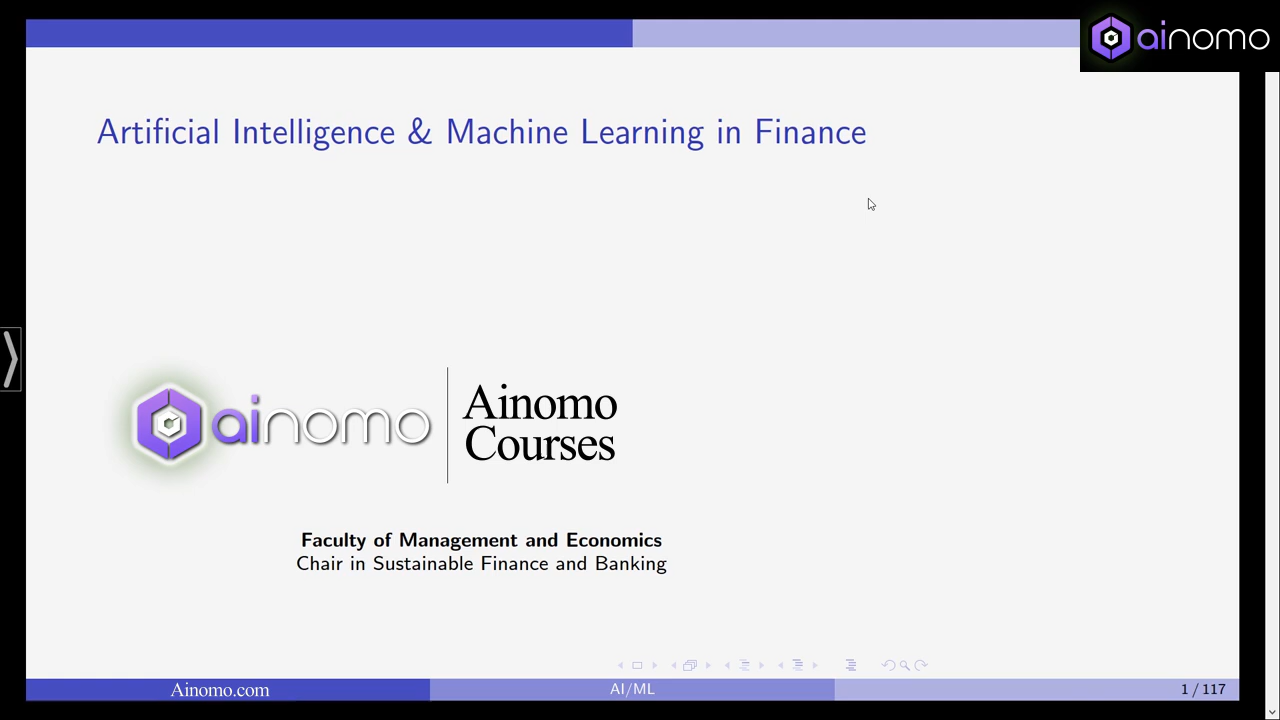 ainomo
Artificial Intelligence & Machine Learning in Finance
ainomo
Ainomo
Courses
Faculty of Management and Economics
Chair in Sustainable Finance and Banking
Ainomo.com
AI/ML
1 / 117